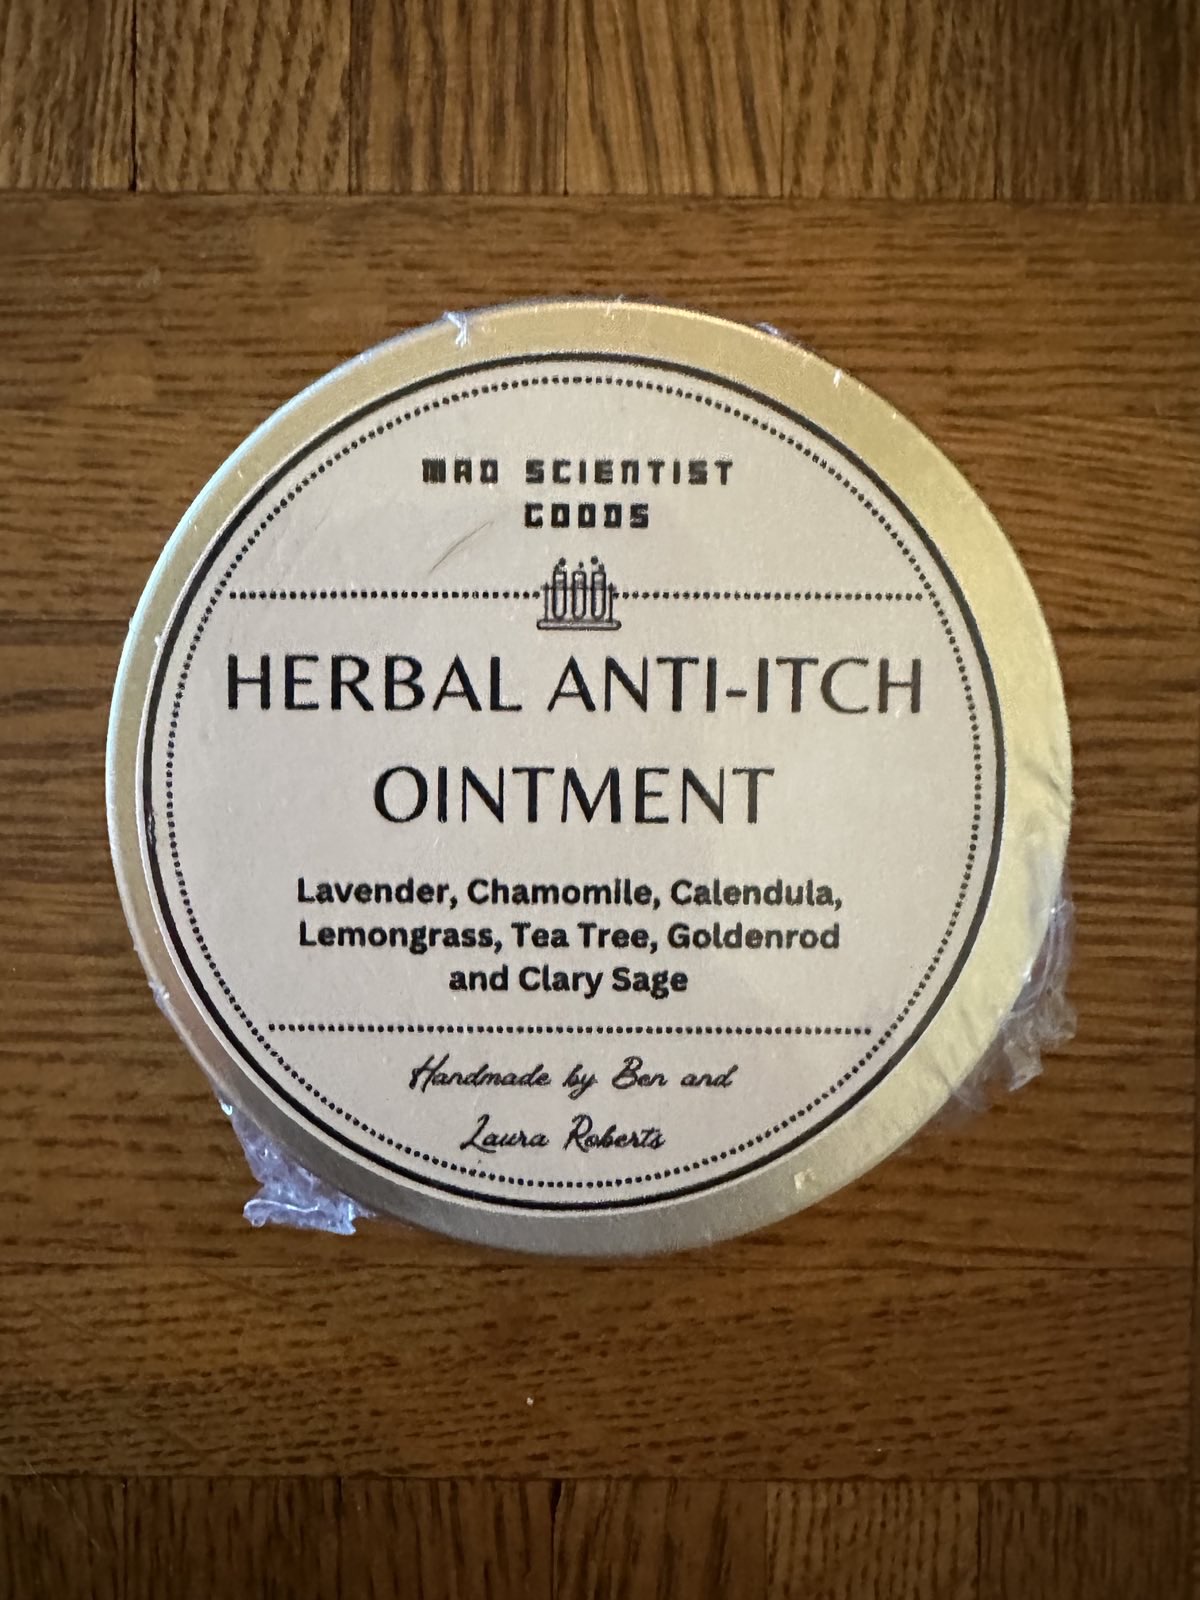 MAD SCIENTIST
GOODS
HERBAL ANTI-ITCH
OINTMENT
Lavender, Chamomile, Calendula,
Lemongrass, Tea Tree, Goldenrod
and Clary Sage
Handmade by Ben and
Laura Roberts